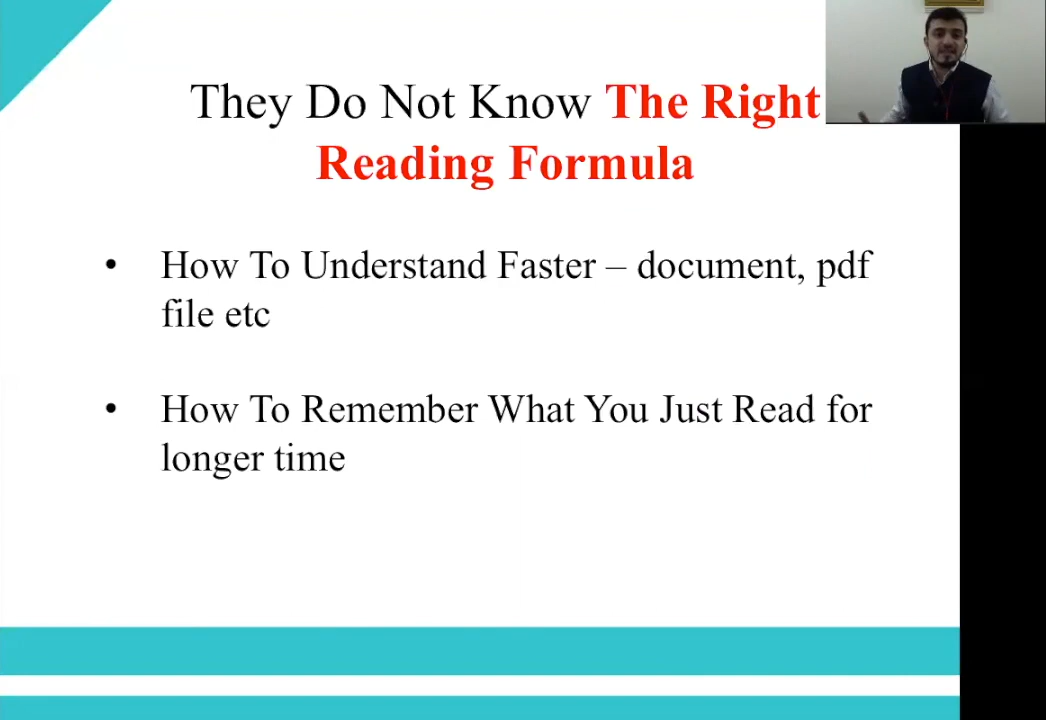 They Do Not Know The Right
Reading Formula
• How To Understand Faster – document, pdf
file etc
• How To Remember What You Just Read for
longer time